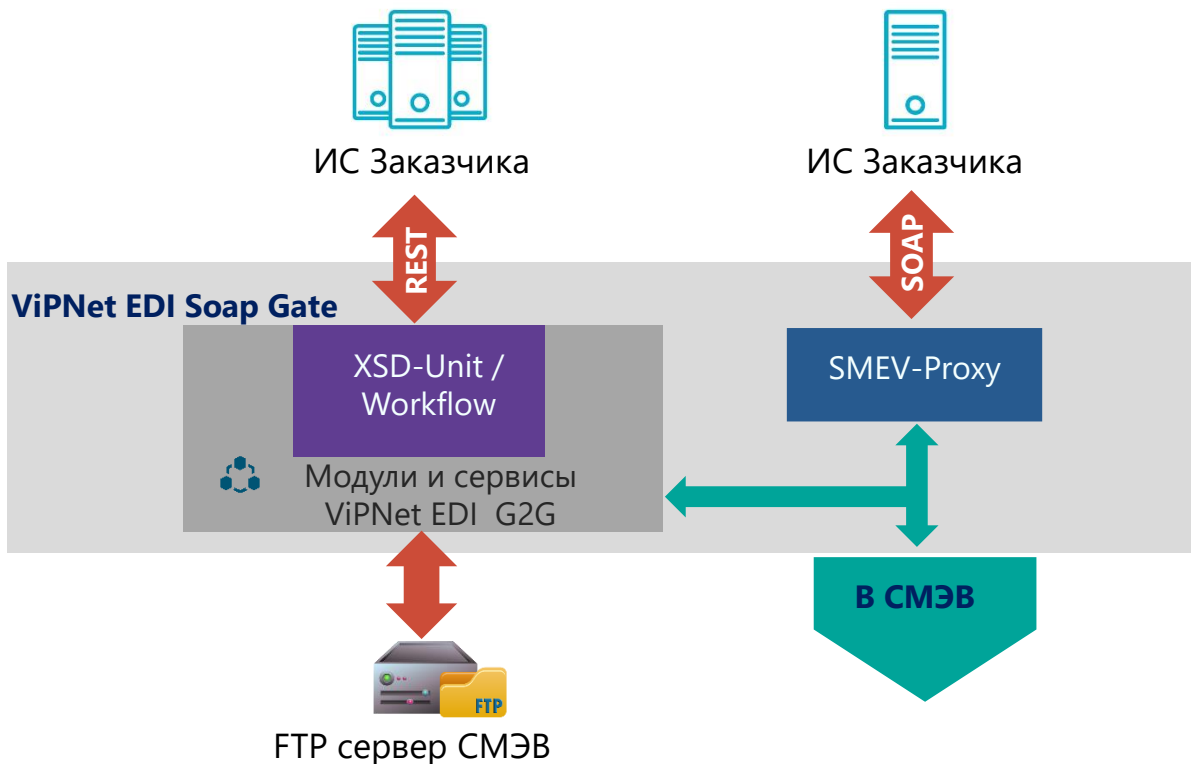 ИС Заказчика
ИС Заказчика
REST
SOAP
ViPNet EDI Soap Gate
XSD-Unit /
Workflow
SMEV-Proxy
Модули и сервисы
ViPNet EDI G2G
В СМЭВ
FTP
FTP сервер СМЭВ